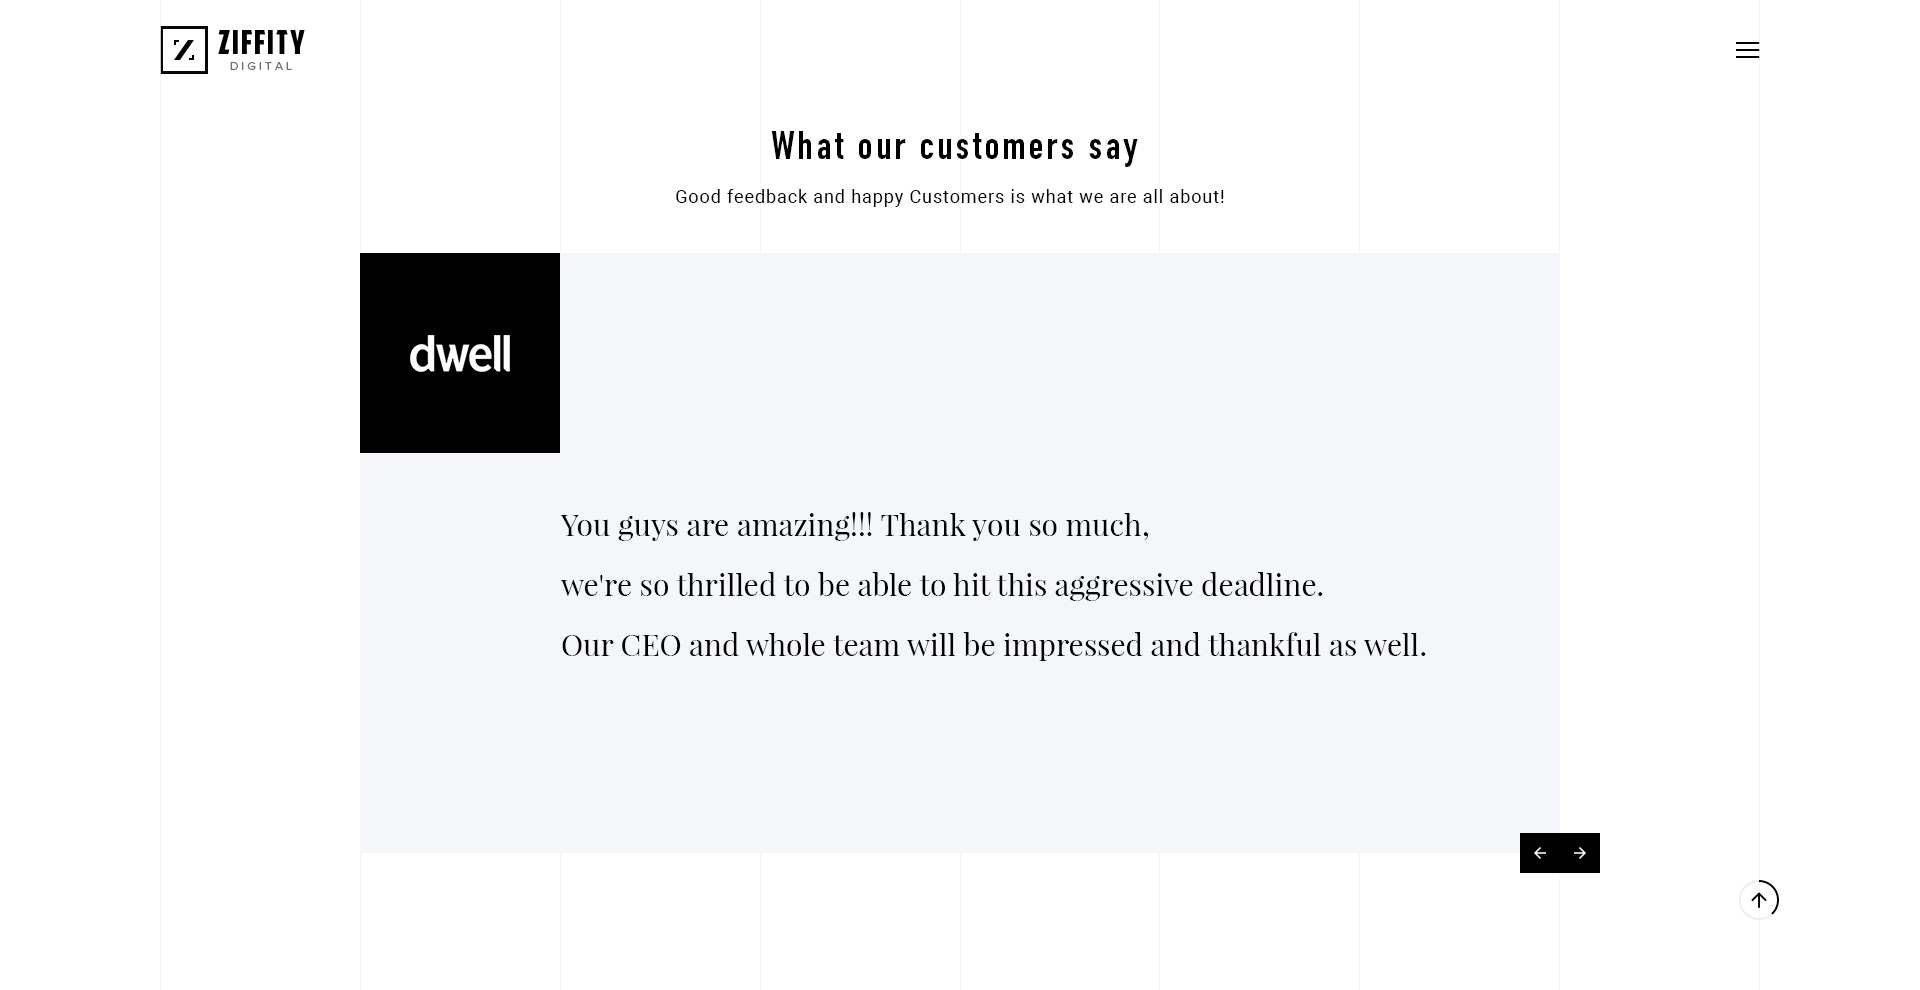 ZIFFITY
DIGITAL
What our customers say
Good feedback and happy Customers is what we are all about!
dwell
You guys are amazing!!! Thank you so much,
we're so thrilled to be able to hit this aggressive deadline.
Our CEO and whole team will be impressed and thankful as well.